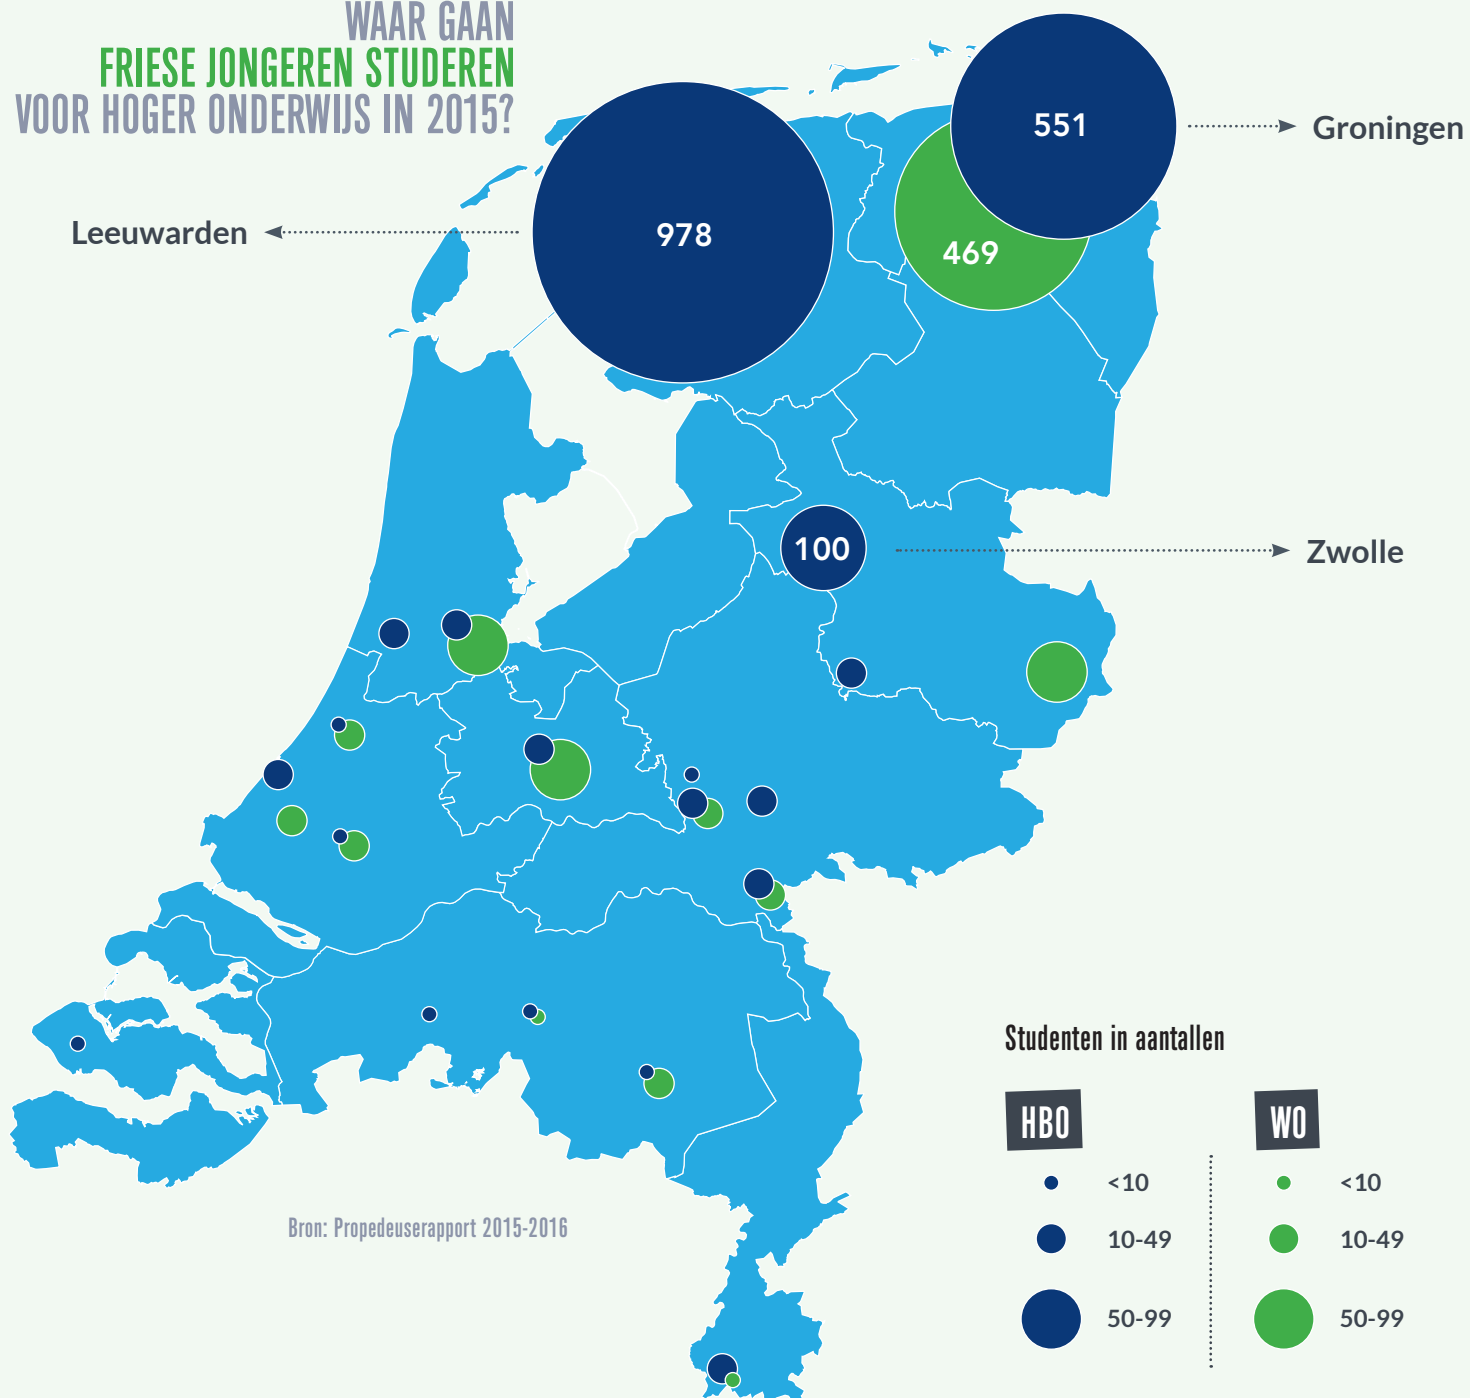 WAAR GAAN
FRIESE JONGEREN STUDEREN
VOOR HOGER ONDERWIJS IN 2015?
551
Groningen
Leeuwarden
978
469
100
Zwolle
Studenten in aantallen
HBO
WO
<10
<10
10-49
10-49
50-99
50-99
Bron: Propedeuserapport 2015-2016